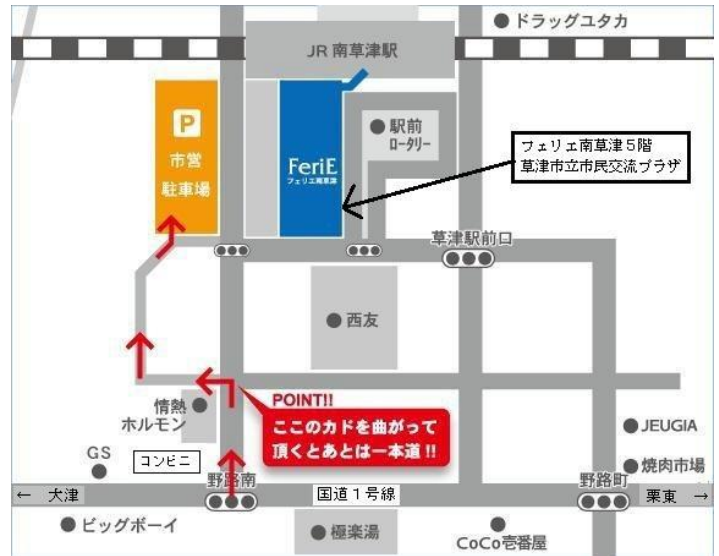 ドラッグユタカ
JR 南草津駅
P
市営
駐車場
FeriE
フェリエ南草津
駅前
ロータリー
フェリエ南草津5階
草津市立市民交流プラザ
草津駅前口
西友
POINT!!
ここのカドを曲がって
頂くとあとは一本道!!
情熱
ホルモン
GS
コンビニ
JEUGIA
焼肉市場
← 大津
野路南
国道1号線
野路町
栗東 →
ビッグボーイ
極楽湯
CoCo壱番屋